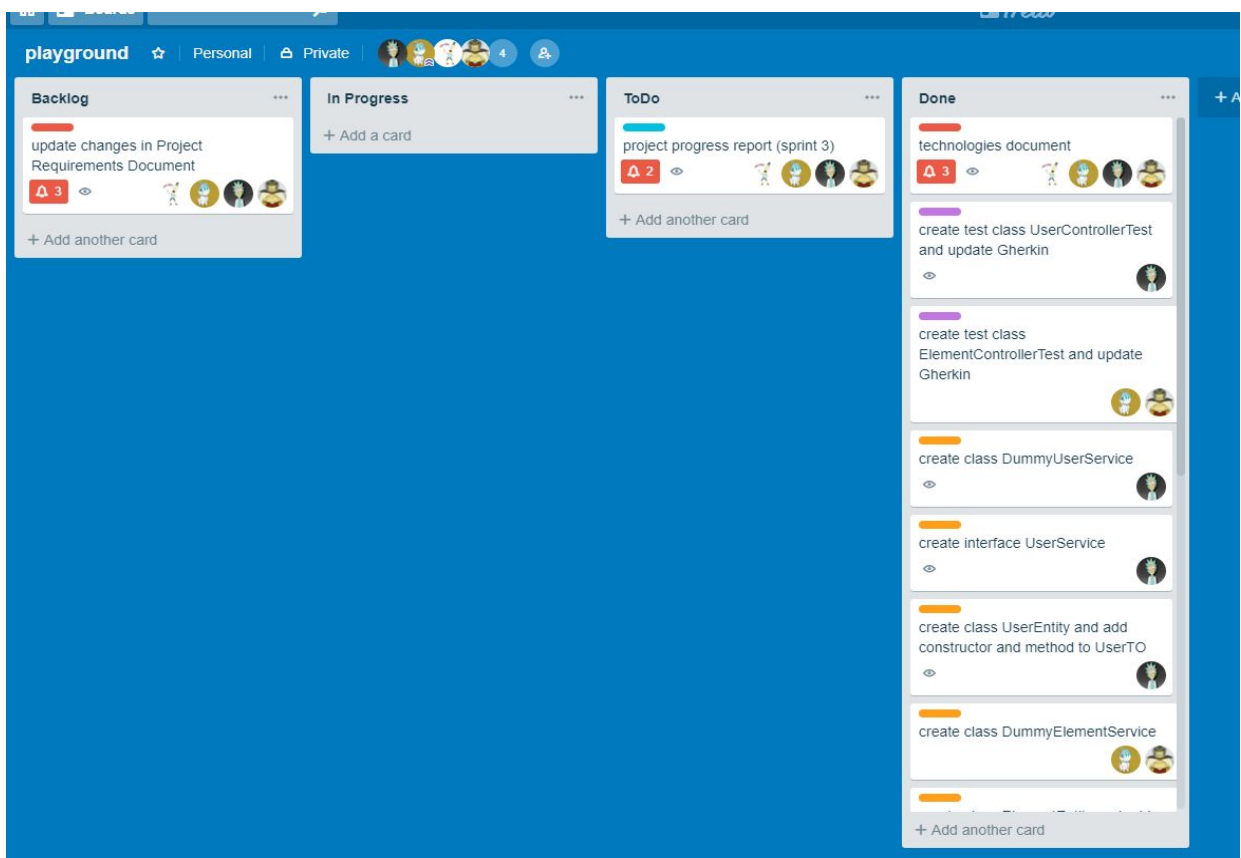 playground Personal Private 4
Backlog
update changes in Project
Requirements Document
3
+ Add another card
In Progress
+ Add a card
ToDo
project progress report (sprint 3)
2
+ Add another card
Done
technologies document
3
create test class UserControllerTest
and update Gherkin
create test class
ElementControllerTest and update
Gherkin
create class DummyUserService
create interface UserService
create class UserEntity and add
constructor and method to UserTO
create class DummyElementService
+ Add another card
+ A